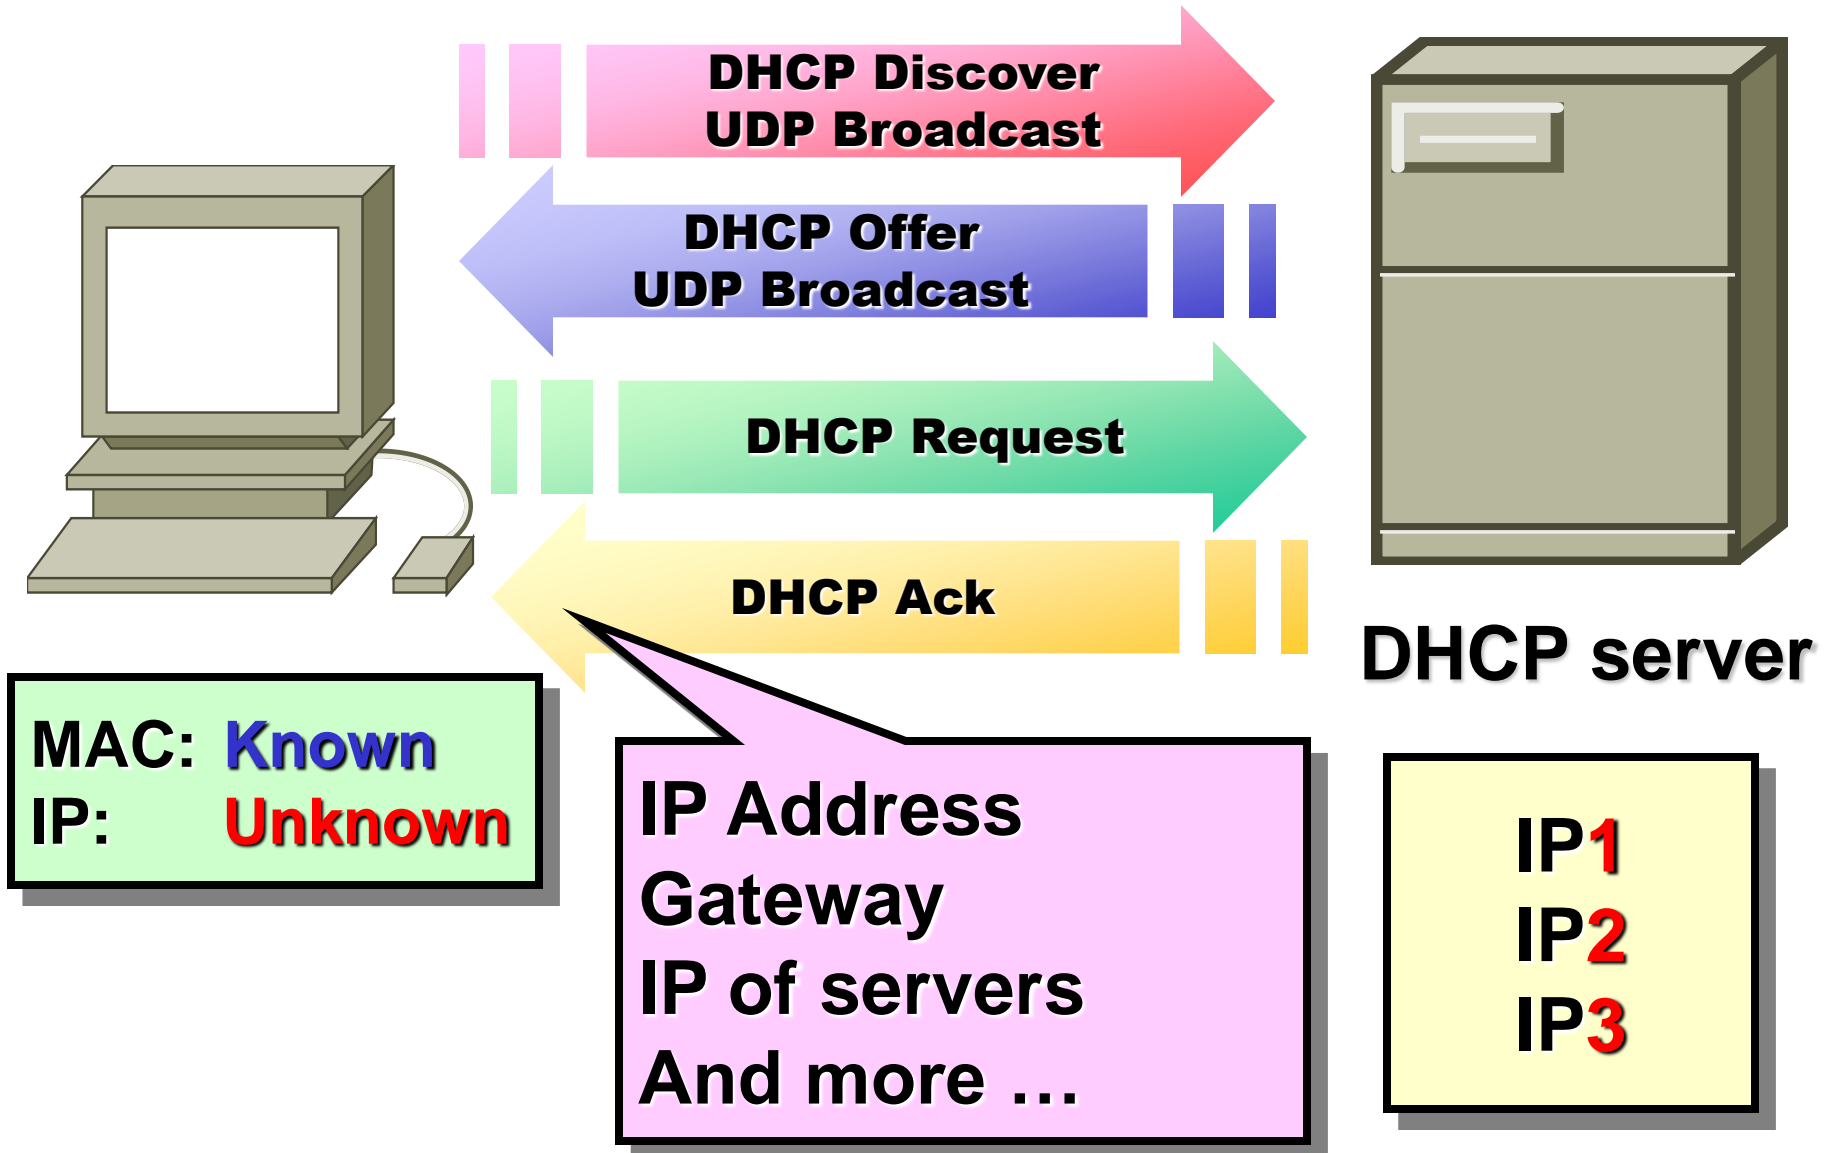 DHCP Discover
UDP Broadcast
DHCP Offer
UDP Broadcast
DHCP Request
DHCP Ack
DHCP server
MAC: Known
IP: Unknown
IP Address
Gateway
IP of servers
And more …
IP1
IP2
IP3